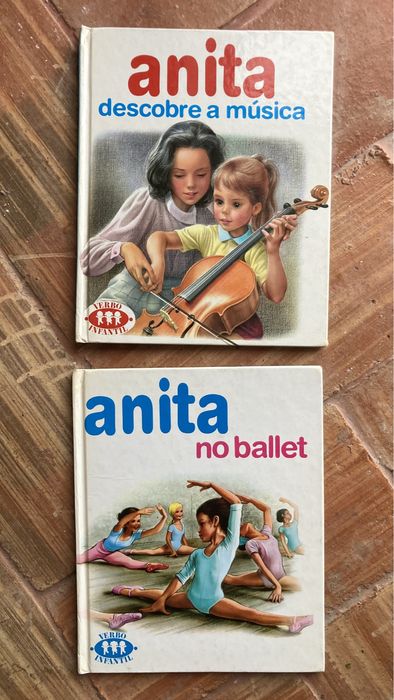 anita
descobre a música
VERBO
INFANTIL
anita
no ballet
VERBO
INFANTIL